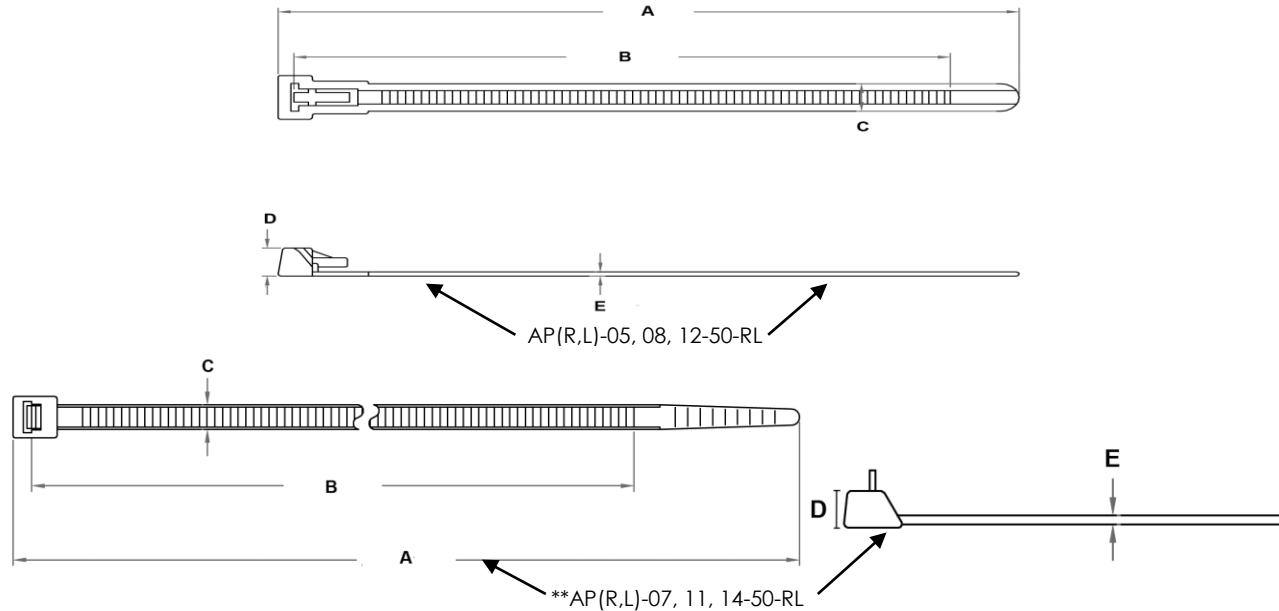 A
B
C
D
E
AP(R,L)-05, 08, 12-50-RL
C
B
E
D
A
**AP(R,L)-07, 11, 14-50-RL